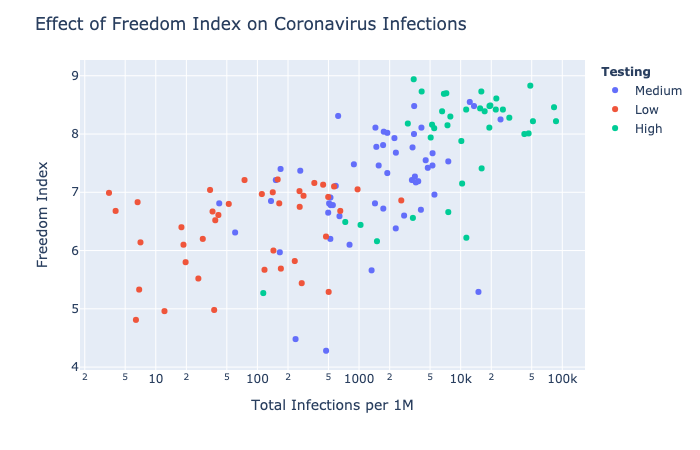 Effect of Freedom Index on Coronavirus Infections
Testing
Medium
Low
High
9
8
7
6
5
4
Freedom Index
2 5 10 2 5 100 2 5 1000 2 5 10k 2 5 100k
Total Infections per 1M